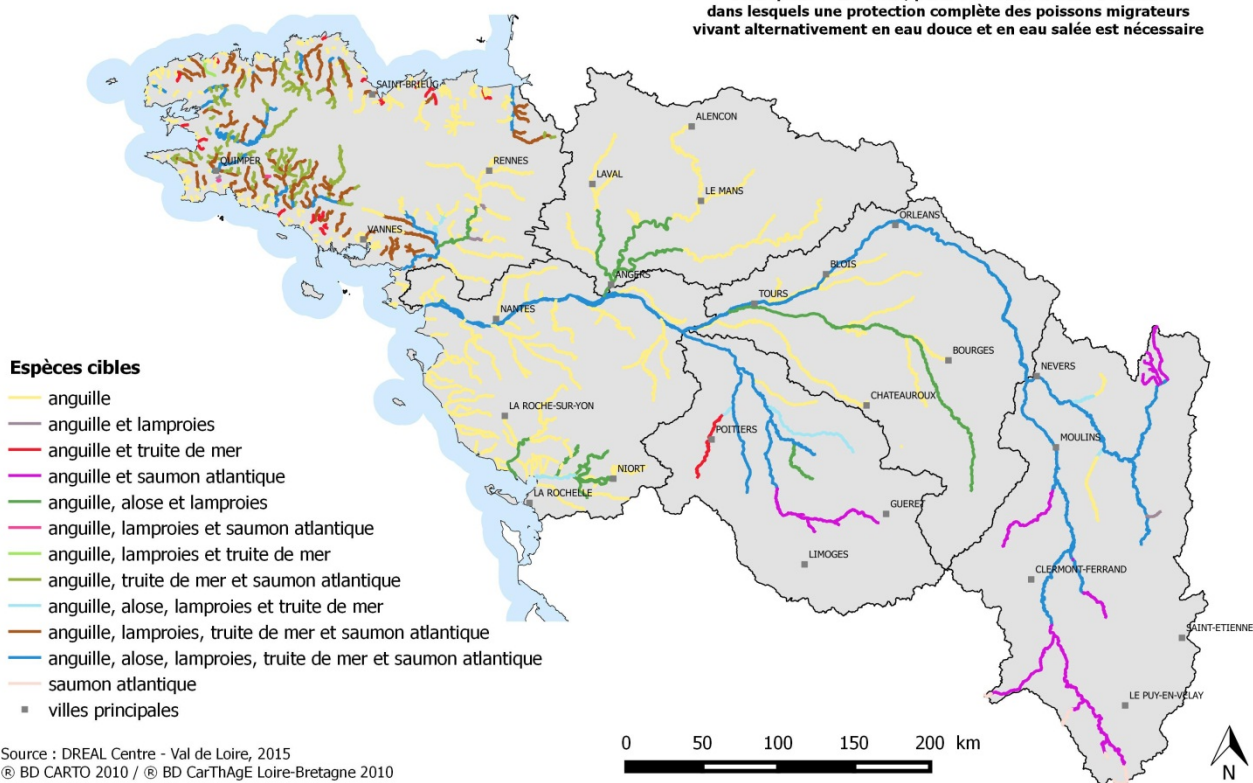 dans lesquels une protection complète des poissons migrateurs
vivant alternativement en eau douce et en eau salée est nécessaire
SAINT-BRIEUC
ALENCON
QUIMPER
RENNES
LAVAL
LE MANS
VANNES
ORLEANS
ANGERS
BLOIS
TOURS
NANTES
BOURGES
NEVERS
LA ROCHE-SUR-YON
CHATEAUROUX
POITIERS
MOULINS
NIORT
LA ROCHELLE
GUERET
LIMOGES
CLERMONT-FERRAND
SAINT-ETIENNE
LE PUY-EN-VELAY
Espèces cibles
anguille
anguille et lamproies
anguille et truite de mer
anguille et saumon atlantique
anguille, alose et lamproies
anguille, lamproies et saumon atlantique
anguille, lamproies et truite de mer
anguille, truite de mer et saumon atlantique
anguille, alose, lamproies et truite de mer
anguille, lamproies, truite de mer et saumon atlantique
anguille, alose, lamproies, truite de mer et saumon atlantique
saumon atlantique
villes principales
Source : DREAL Centre - Val de Loire, 2015
® BD CARTO 2010 / ® BD CarThAgE Loire-Bretagne 2010
0 50 100 150 200 km
N